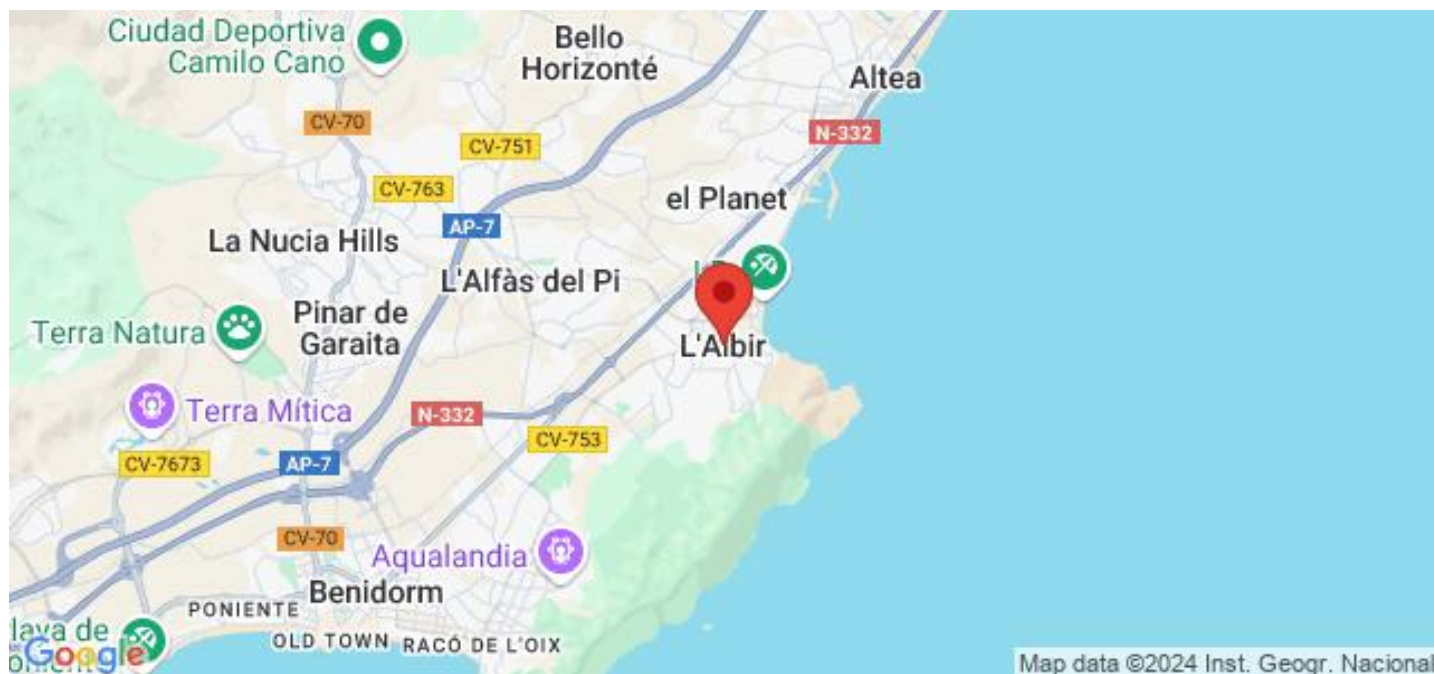 Ciudad Deportiva
Camilo Cano
Bello
Horizonté
Altea
CV-70
N-332
CV-751
CV-763
el Planet
AP-7
La Nucia Hills
L'Alfàs del Pi
Terra Natura
Pinar de
Garaita
L'Albir
Terra Mítica
N-332
CV-753
CV-7673
AP-7
CV-70
Aqualandia
Benidorm
PONIENTE
OLD TOWN
RACÓ DE L'OIX
laya de
Google
Map data ©2024 Inst. Geogr. Nacional